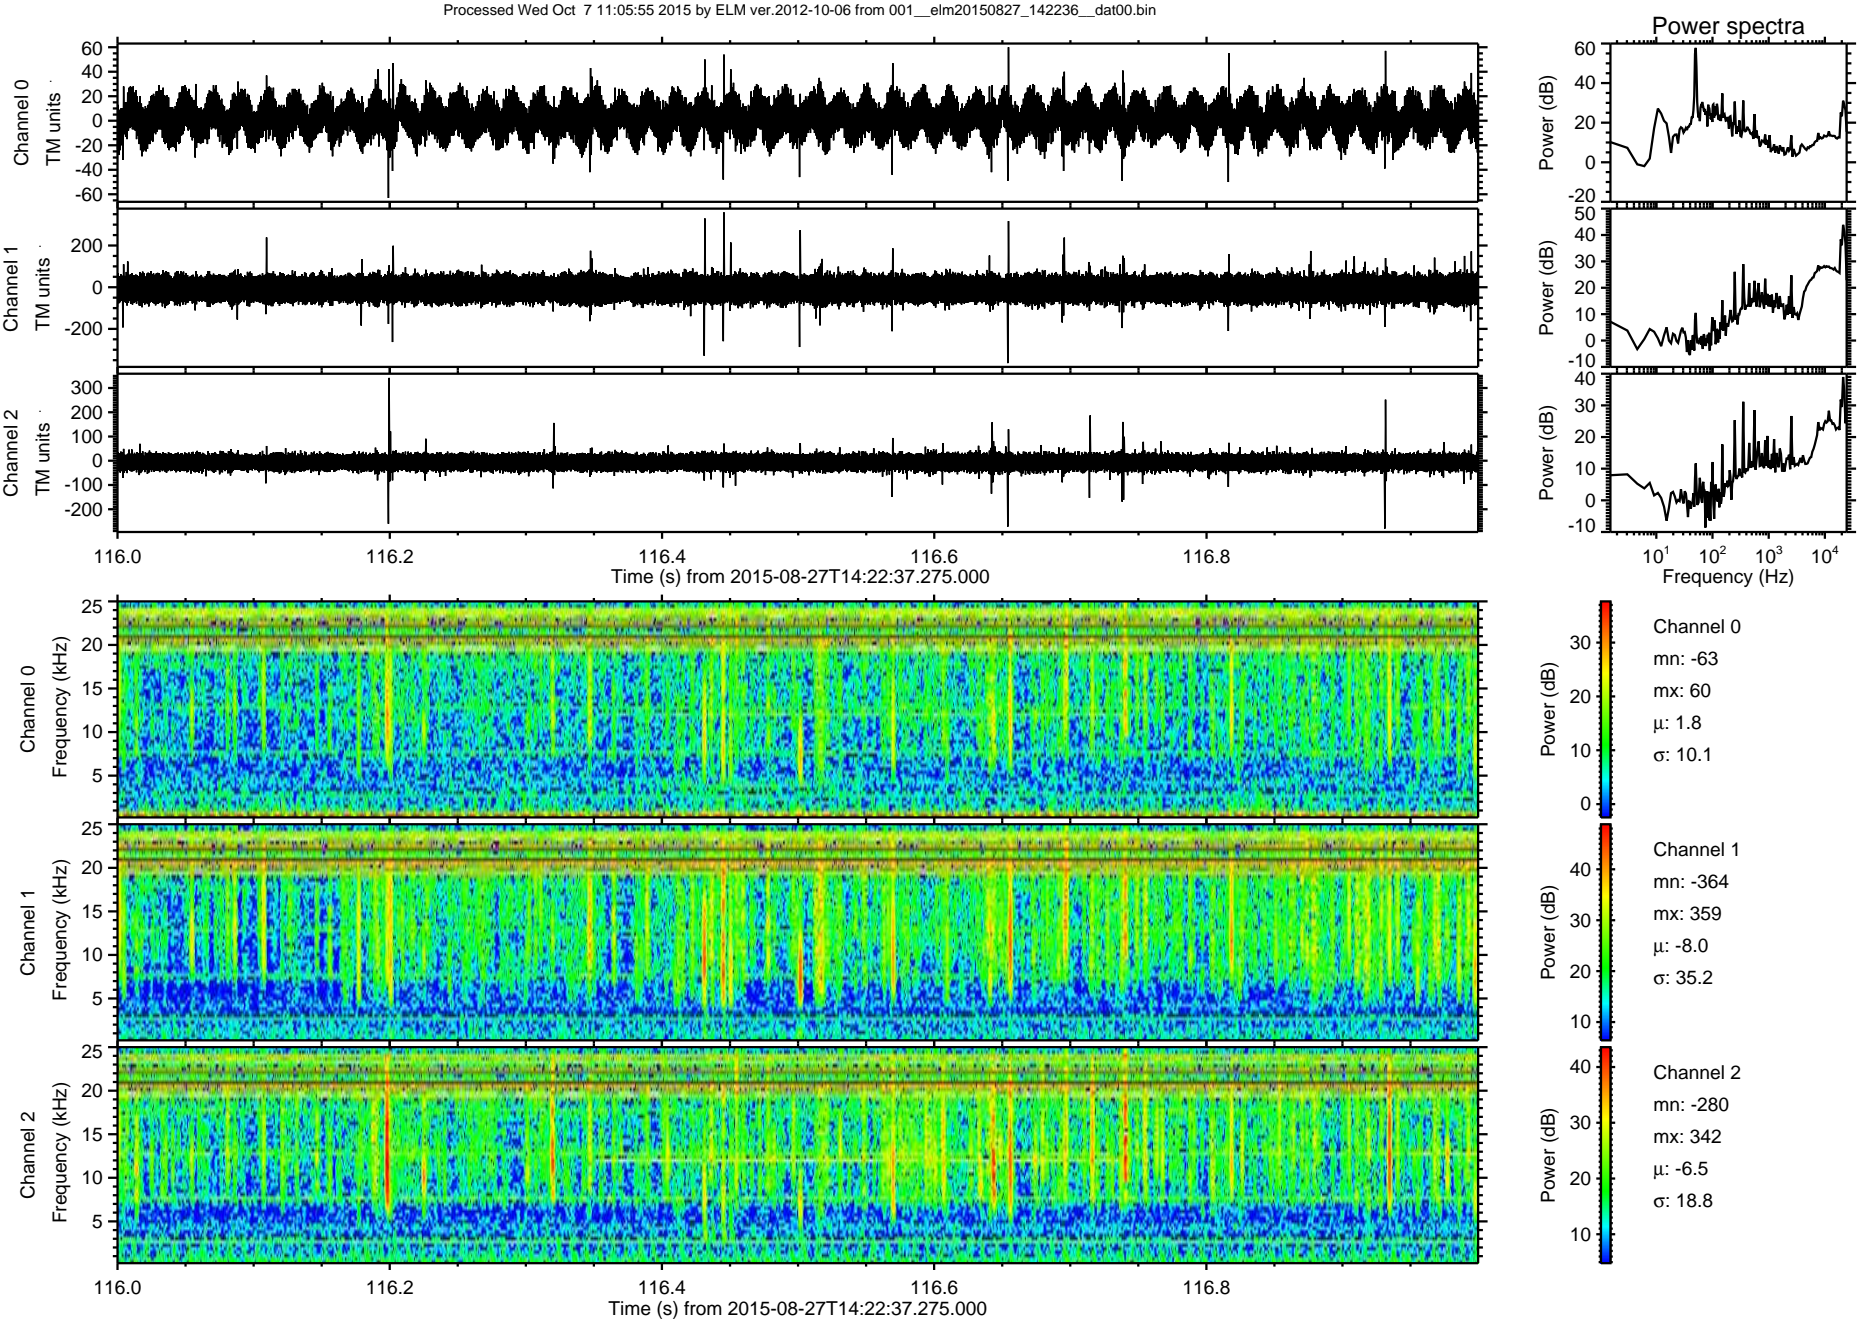 Processed Wed Oct  7 11:05:55 2015 by ELM ver.2012-10-06 from 001__elm20150827_142236__dat00.bin
Power spectra
Channel 0
TM units
60
40
20
0
-20
-40
-60
Power (dB)
60
40
20
0
-20
Channel 1
TM units
200
0
-200
Power (dB)
50
40
30
20
10
0
-10
Channel 2
TM units
300
200
100
0
-100
-200
Power (dB)
40
30
20
10
0
-10
116.0 116.2 116.4 116.6 116.8
Time (s) from 2015-08-27T14:22:37.275.000
10¹ 10² 10³ 10⁴
Frequency (Hz)
Channel 0
Frequency (kHz)
25
20
15
10
5
Power (dB)
30
20
10
0
Channel 0
mn: -63
mx: 60
μ: 1.8
σ: 10.1
Channel 1
Frequency (kHz)
25
20
15
10
5
Power (dB)
40
30
20
10
Channel 1
mn: -364
mx: 359
μ: -8.0
σ: 35.2
Channel 2
Frequency (kHz)
25
20
15
10
5
Power (dB)
40
30
20
10
Channel 2
mn: -280
mx: 342
μ: -6.5
σ: 18.8
116.0 116.2 116.4 116.6 116.8
Time (s) from 2015-08-27T14:22:37.275.000